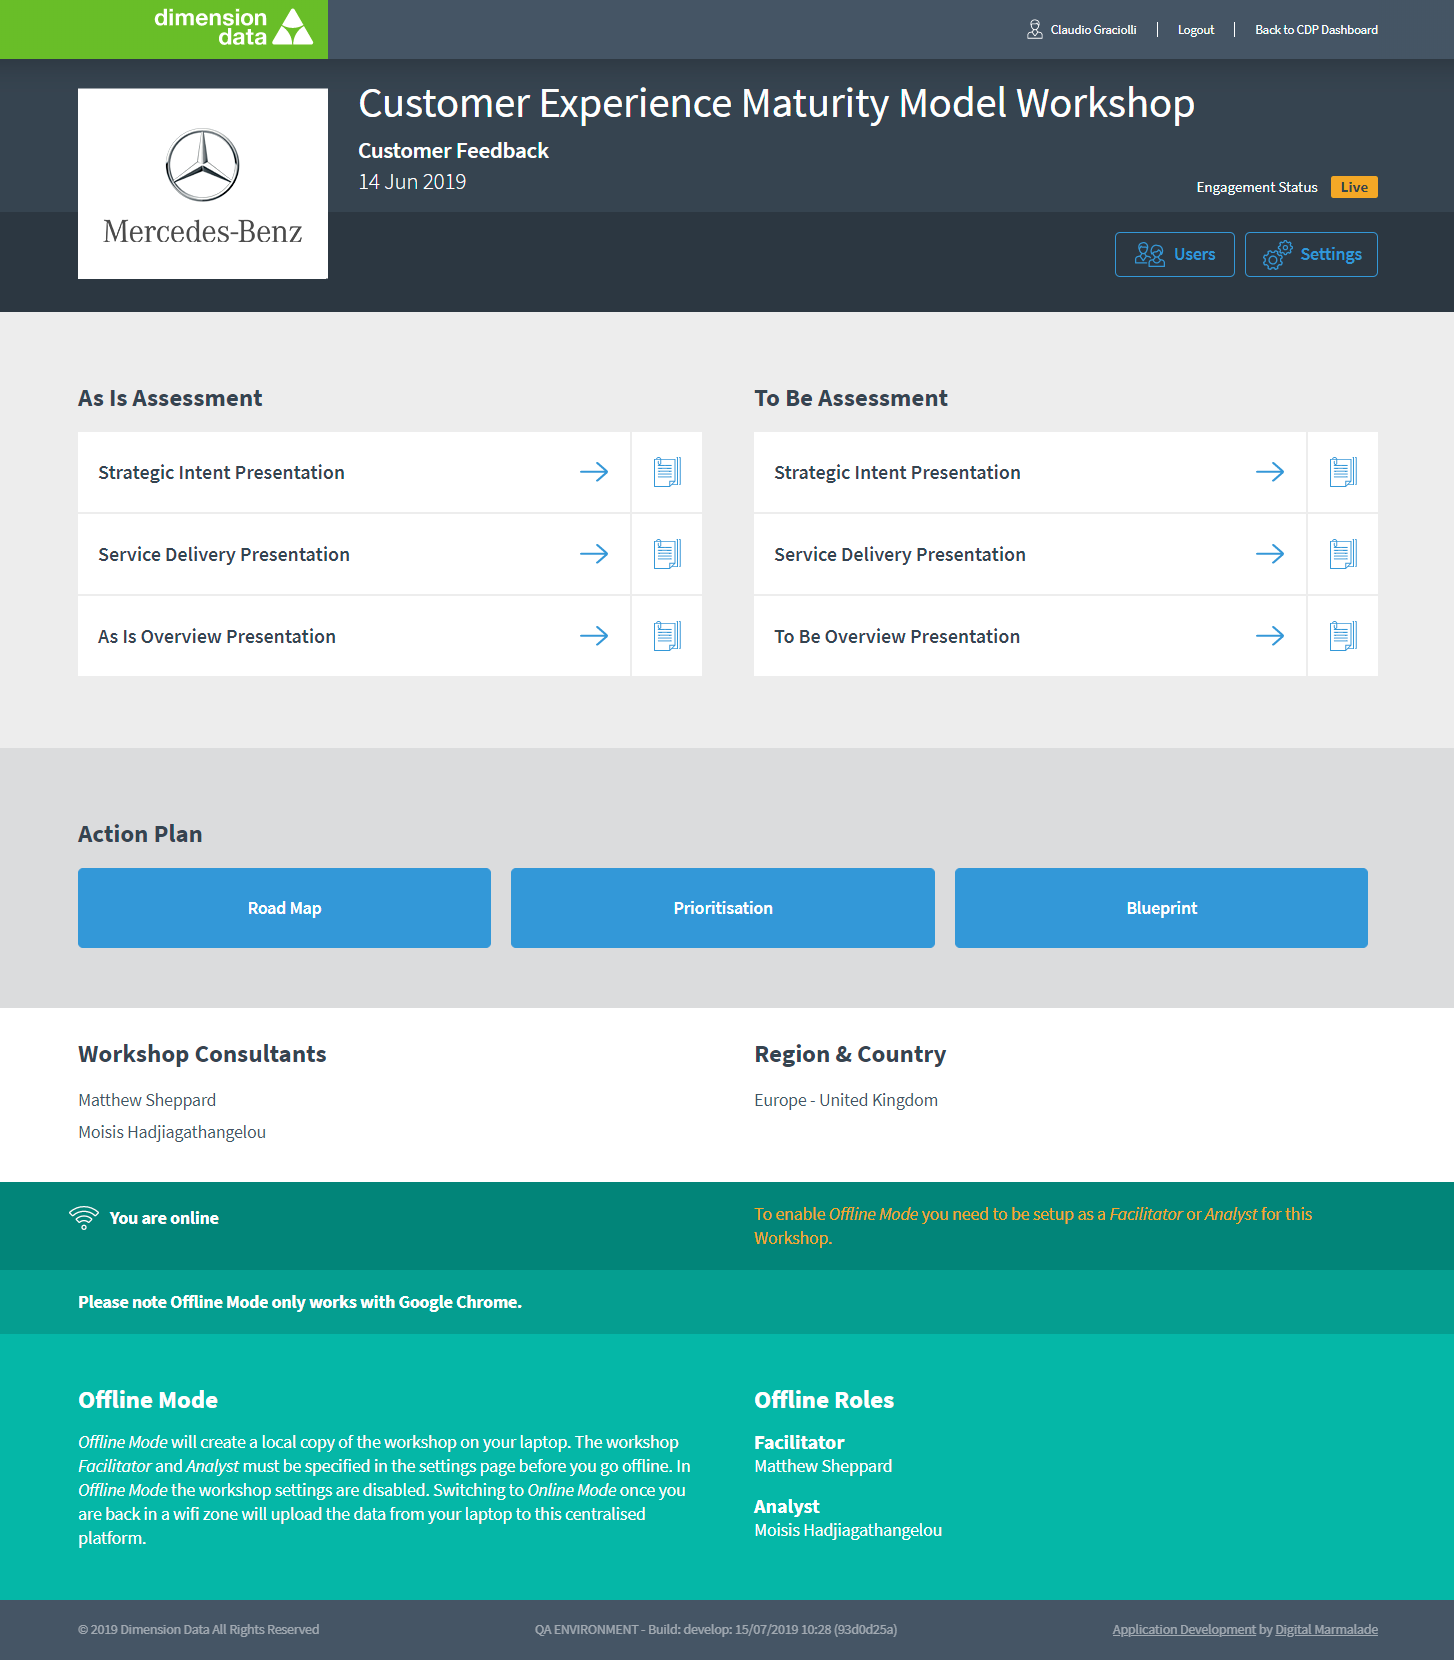 dimension
data
Claudio Graciolli
Logout
Back to CDP Dashboard
Mercedes-Benz
Customer Experience Maturity Model Workshop
Customer Feedback
14 Jun 2019
Engagement Status
Live
Users
Settings
As Is Assessment
Strategic Intent Presentation
Service Delivery Presentation
As Is Overview Presentation
To Be Assessment
Strategic Intent Presentation
Service Delivery Presentation
To Be Overview Presentation
Action Plan
Road Map
Prioritisation
Blueprint
Workshop Consultants
Matthew Sheppard
Moisis Hadjiagathangelou
Region & Country
Europe - United Kingdom
You are online
To enable Offline Mode you need to be setup as a Facilitator or Analyst for this
Workshop.
Please note Offline Mode only works with Google Chrome.
Offline Mode
Offline Mode will create a local copy of the workshop on your laptop. The workshop
Facilitator and Analyst must be specified in the settings page before you go offline. In
Offline Mode the workshop settings are disabled. Switching to Online Mode once you
are back in a wifi zone will upload the data from your laptop to this centralised
platform.
Offline Roles
Facilitator
Matthew Sheppard
Analyst
Moisis Hadjiagathangelou
© 2019 Dimension Data All Rights Reserved
QA ENVIRONMENT - Build: develop: 15/07/2019 10:28 (93d0d25a)
Application Development by Digital Marmalade